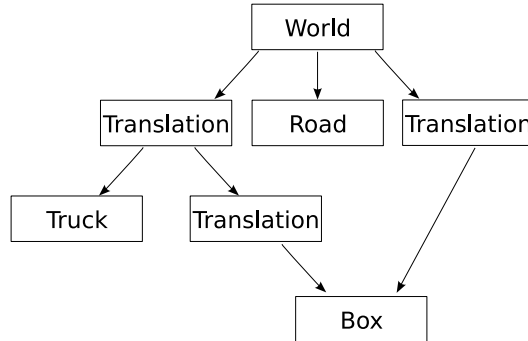 World
Translation
Road
Translation
Truck
Translation
Box